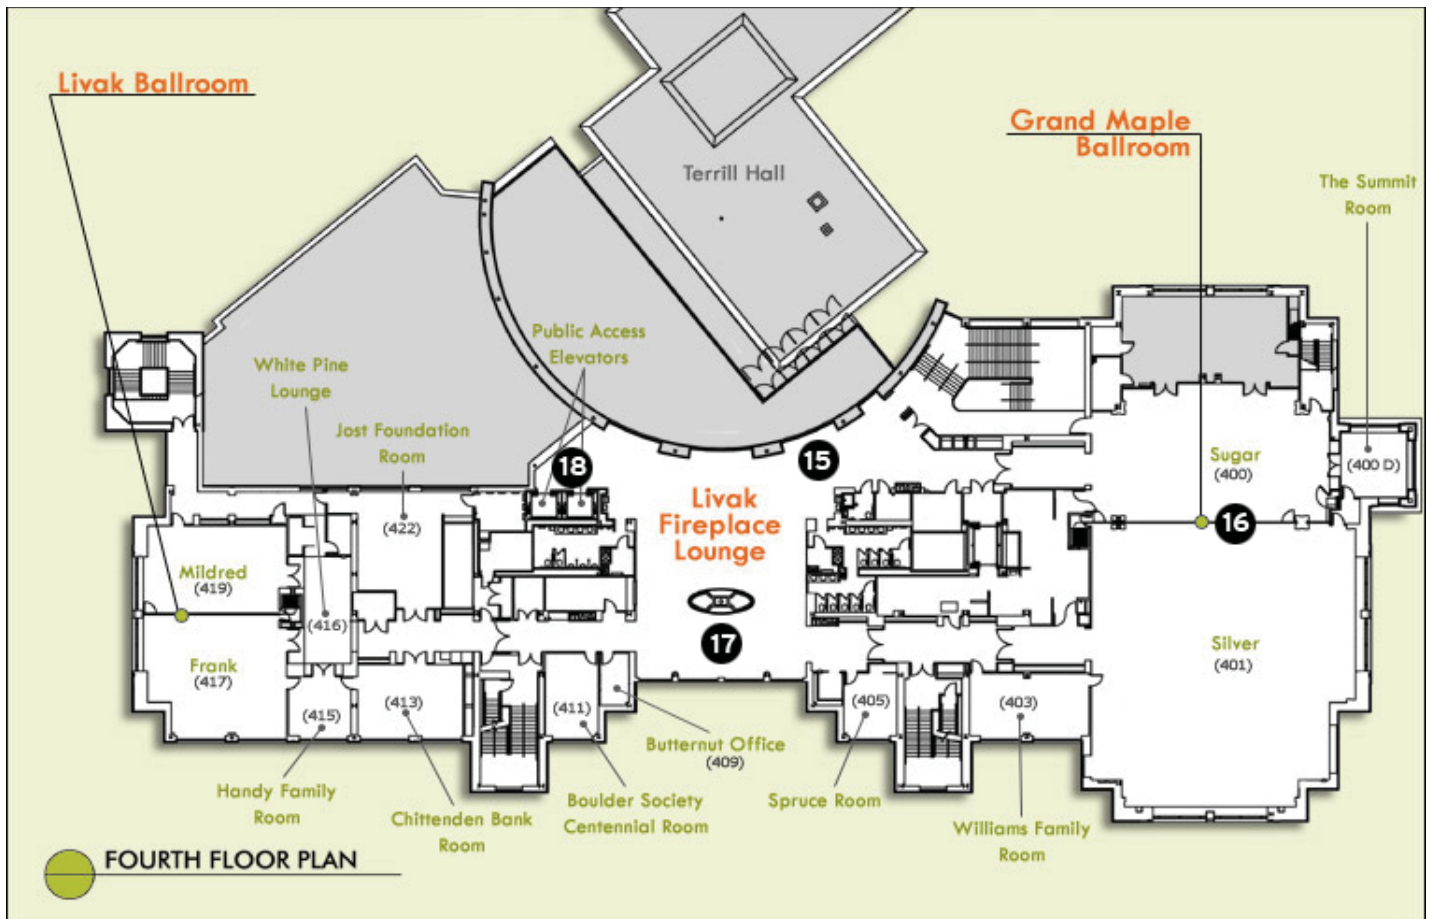 Livak Ballroom
Grand Maple
Ballroom
Terrill Hall
The Summit
Room
Public Access
Elevators
White Pine
Lounge
Jost Foundation
Room
18
15
Sugar
(400)
(400 D)
Livak
Fireplace
Lounge
(422)
16
Mildred
(419)
(416)
17
Silver
(401)
Frank
(417)
(415)
(413)
(411)
(405)
(403)
Butternut Office
(409)
Handy Family
Room
Chittenden Bank
Room
Boulder Society
Centennial Room
Spruce Room
Williams Family
Room
FOURTH FLOOR PLAN